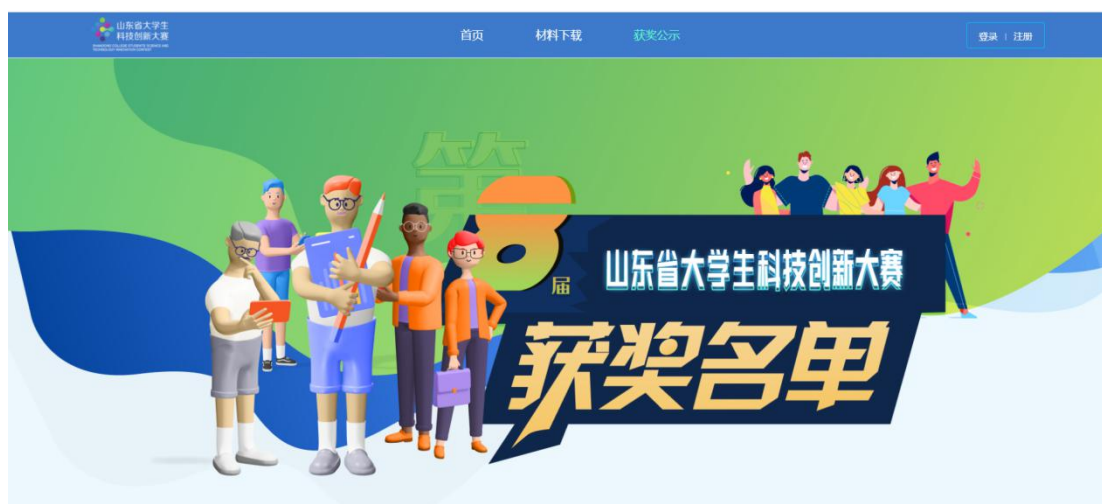 山东省大学生
科技创新大赛
首页
材料下载
获奖公示
登录 | 注册
第
8
届
山东省大学生科技创新大赛
获奖名单